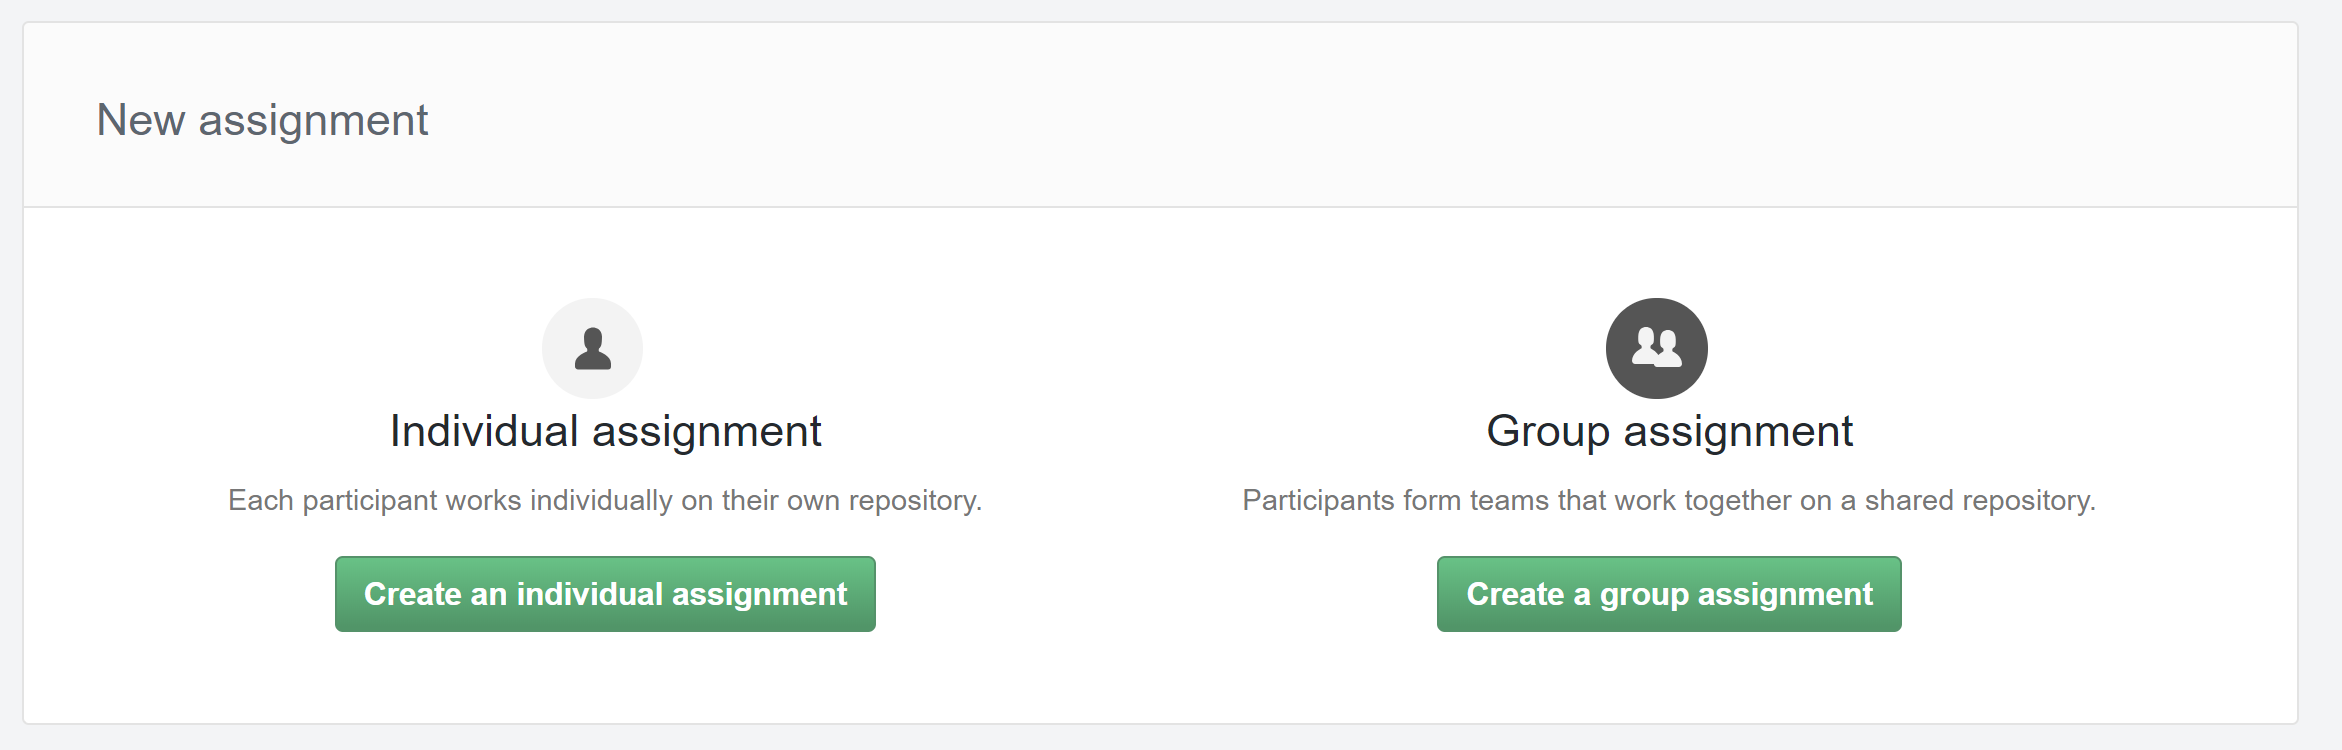 New assignment
Individual assignment
Each participant works individually on their own repository.
Create an individual assignment
Group assignment
Participants form teams that work together on a shared repository.
Create a group assignment